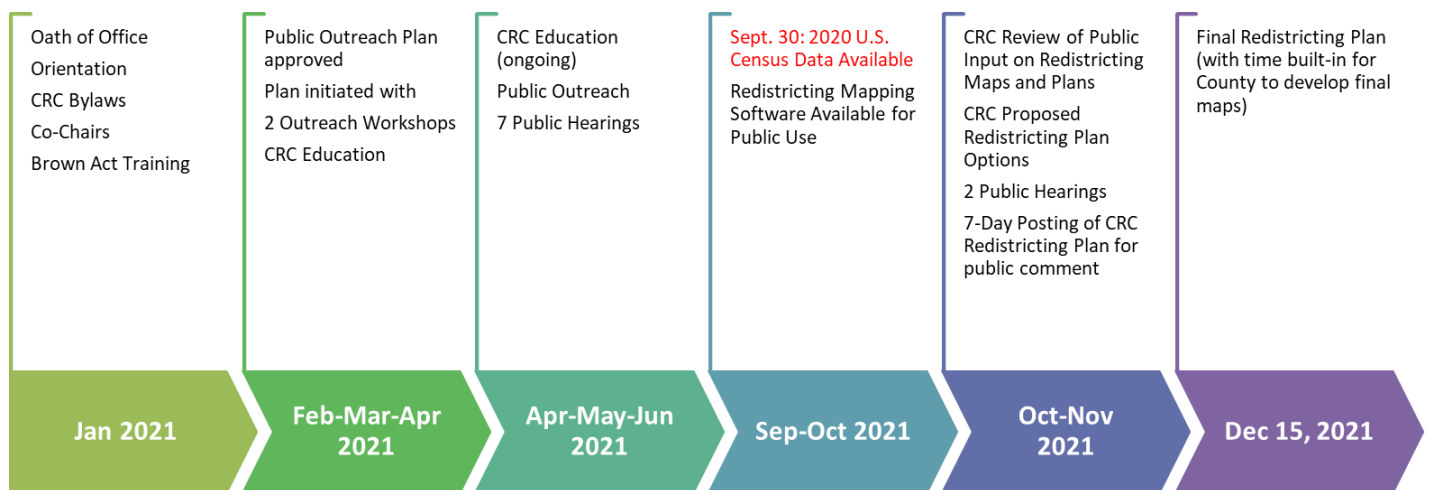 Oath of Office
Orientation
CRC Bylaws
Co-Chairs
Brown Act Training
Jan 2021
Public Outreach Plan
approved
Plan initiated with
2 Outreach Workshops
CRC Education
Feb-Mar-Apr
2021
CRC Education
(ongoing)
Public Outreach
7 Public Hearings
Apr-May-Jun
2021
Sept. 30: 2020 U.S.
Census Data Available
Redistricting Mapping
Software Available for
Public Use
Sep-Oct 2021
CRC Review of Public
Input on Redistricting
Maps and Plans
CRC Proposed
Redistricting Plan
Options
2 Public Hearings
7-Day Posting of CRC
Redistricting Plan for
public comment
Oct-Nov
2021
Final Redistricting Plan
(with time built-in for
County to develop final
maps)
Dec 15, 2021